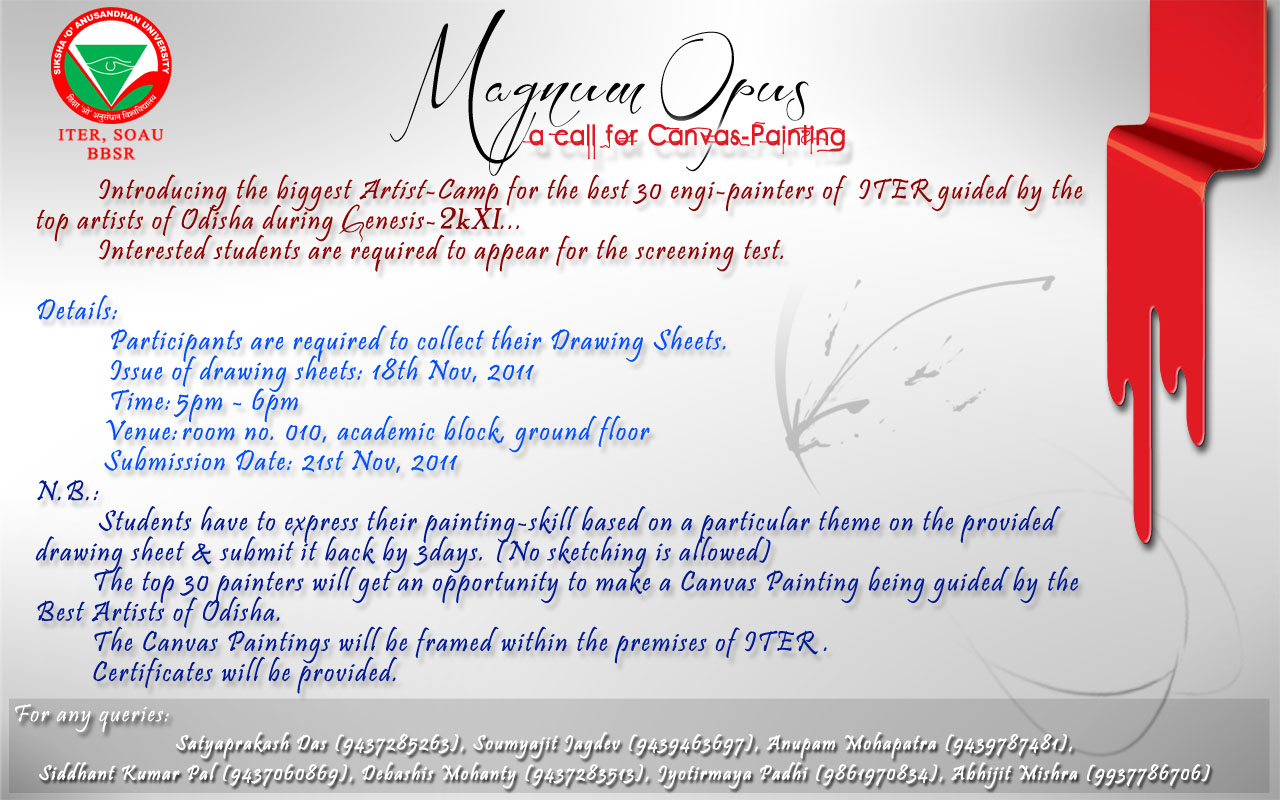 SIKSHA 'O' ANUSANDHAN UNIVERSITY
शिक्षा 'ओ' अनुसंधान विश्वविद्यालय
ITER, SOAU
BBSR
Magnum Opus
a call for Canvas-Painting
Introducing the biggest Artist-Camp for the best 30 engi-painters of ITER guided by the
top artists of Odisha during Genesis-2kXI...
Interested students are required to appear for the screening test.
Details:
Participants are required to collect their Drawing Sheets.
Issue of drawing sheets: 18th Nov, 2011
Time: 5pm - 6pm
Venue: room no. 010, academic block, ground floor
Submission Date: 21st Nov, 2011
N.B.:
Students have to express their painting-skill based on a particular theme on the provided
drawing sheet & submit it back by 3days. (No sketching is allowed)
The top 30 painters will get an opportunity to make a Canvas Painting being guided by the
Best Artists of Odisha.
The Canvas Paintings will be framed within the premises of ITER .
Certificates will be provided.
For any queries:
Satyaprakash Das (9437285263), Soumyajit Jagdev (9439463697), Anupam Mohapatra (9439787481),
Siddhant Kumar Pal (9437060869), Debashis Mohanty (9437283513), Jyotirmaya Padhi (9861970834), Abhijit Mishra (9937786706)